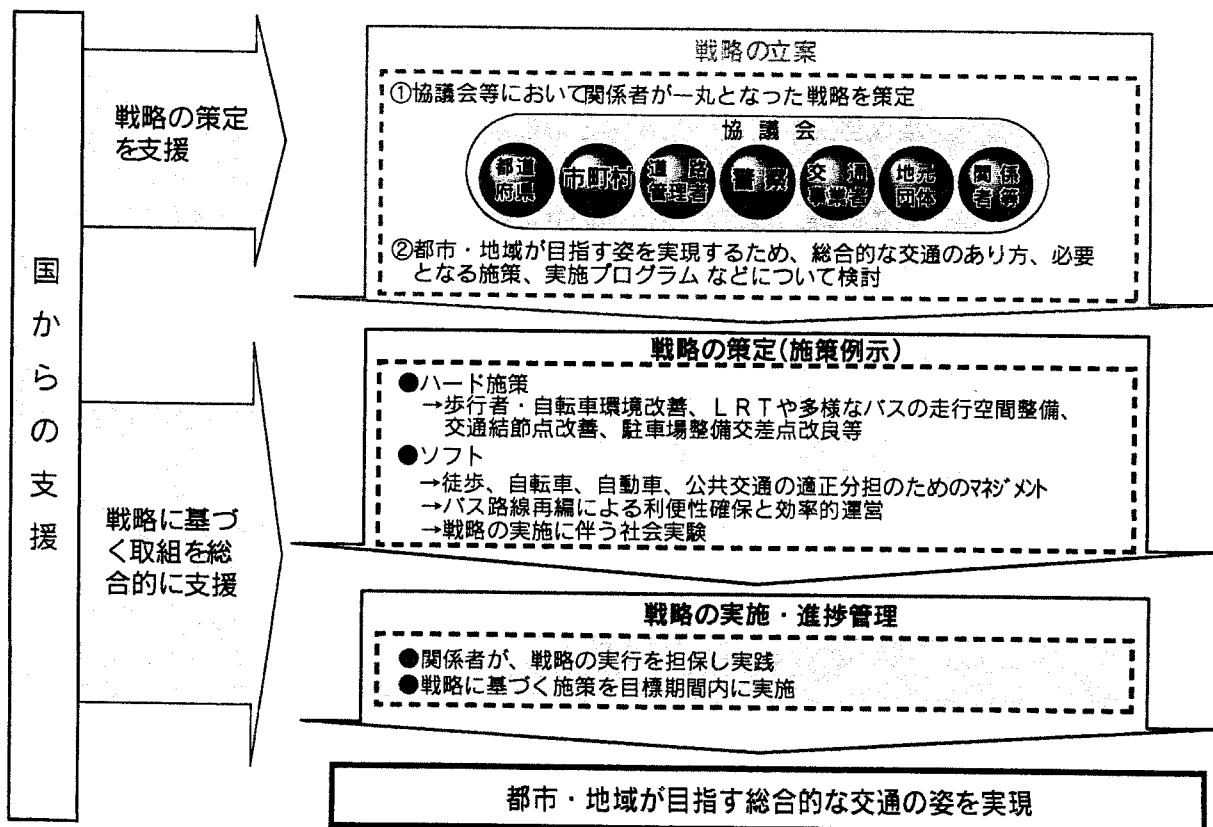 国からの支援
戦略の策定
を支援
戦略に基づ
く取組を総
合的に支援
戦略の立案
①協議会等において関係者が一丸となった戦略を策定
協議会
都道
府県
市町村
道路
管理者
警察
交通
事業者
地元
団体
関係
者等
②都市・地域が目指す姿を実現するため、総合的な交通のあり方、必要
となる施策、実施プログラムなどについて検討
戦略の策定(施策例示)
●ハード施策
→歩行者・自転車環境改善、LRTや多様なバスの走行空間整備、
交通結節点改善、駐車場整備交差点改良等
●ソフト
→徒歩、自転車、自動車、公共交通の適正分担のためのマネジメント
→バス路線再編による利便性確保と効率的運営
→戦略の実施に伴う社会実験
戦略の実施・進捗管理
●関係者が、戦略の実行を担保し実践
●戦略に基づく施策を目標期間内に実施
都市・地域が目指す総合的な交通の姿を実現